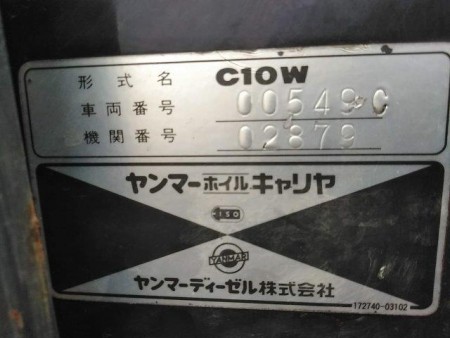 形式名 C10W
車両番号 00549C
機関番号 02879
ヤンマーホイルキャリヤ
ISO
YANMAR
ヤンマーディーゼル株式会社
172740-03102